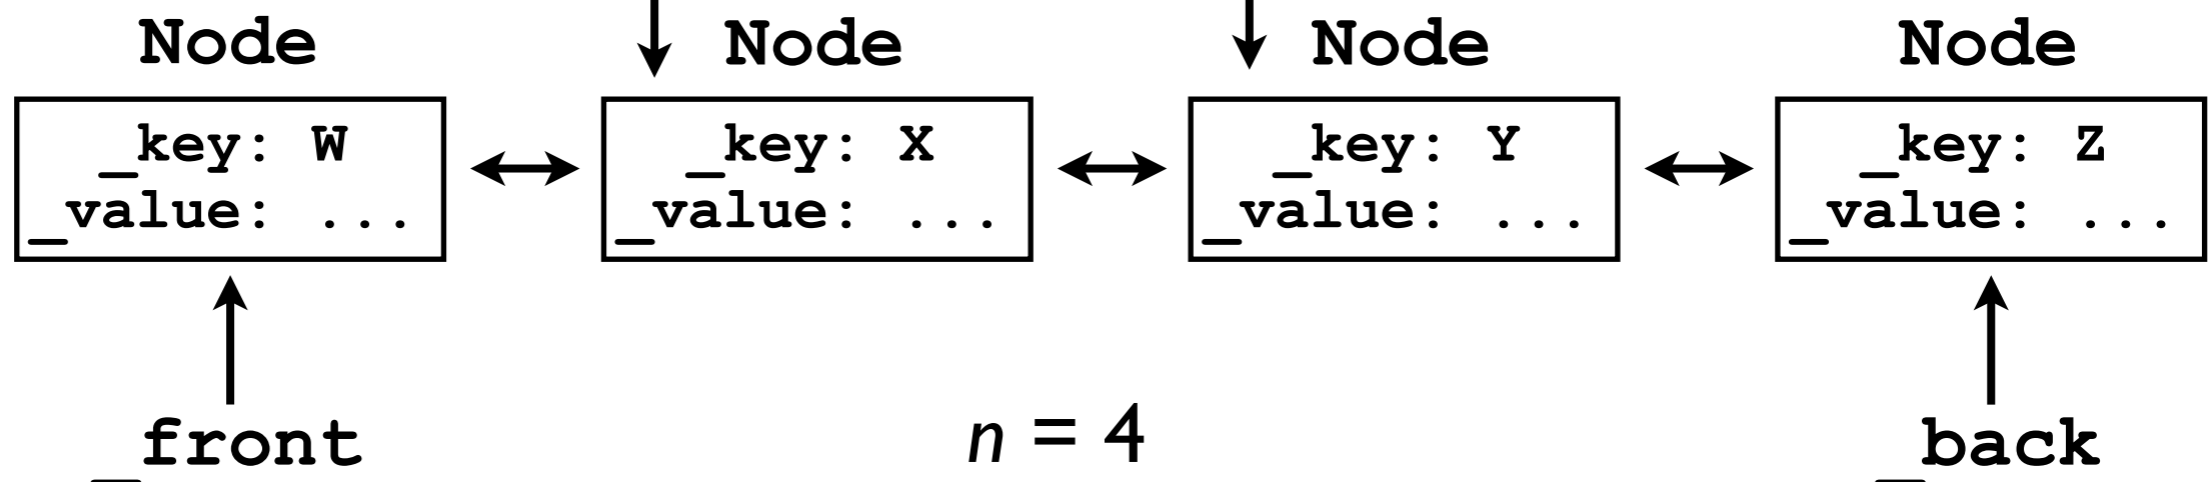 Node Node Node Node
_key: W _key: X _key: Y _key: Z
_value: ... _value: ... _value: ... _value: ...
_front n = 4 _back